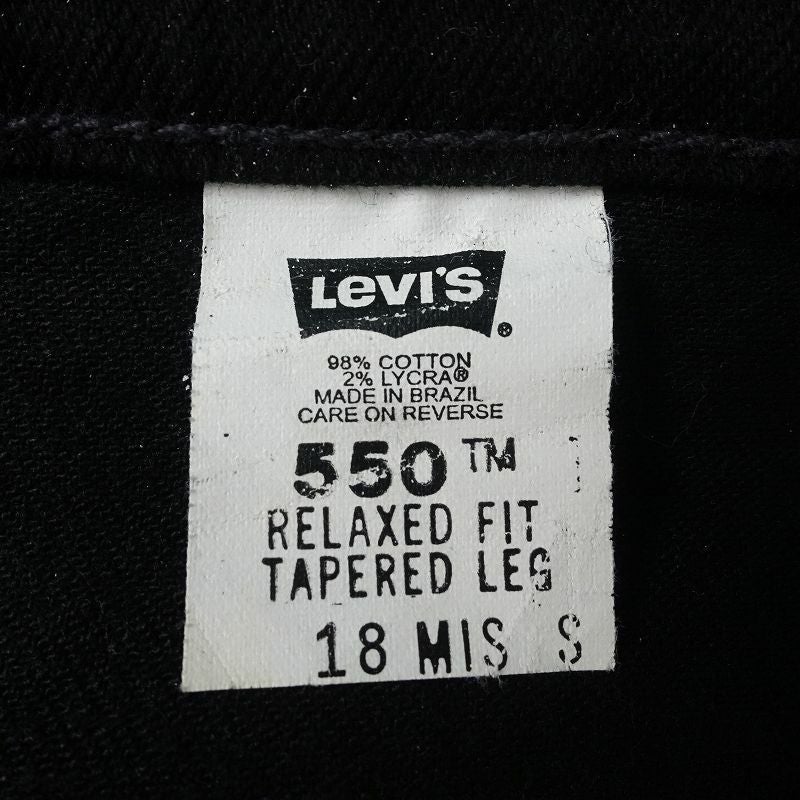 Levi's®
98% COTTON
2% LYCRA®
MADE IN BRAZIL
CARE ON REVERSE
550™
RELAXED FIT
TAPERED LEG
18 MIS S